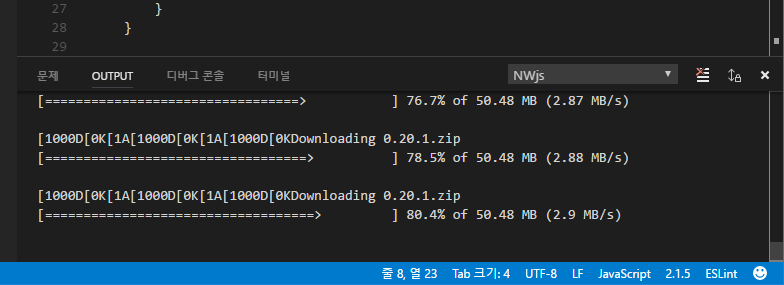 27 }
28 }
29
문제 OUTPUT 디버그 콘솔 터미널 NWjs
[=================================> ] 76.7% of 50.48 MB (2.87 MB/s)
[1000D[0K[1A[1000D[0K[1A[1000D[0KDownloading 0.20.1.zip
[==================================> ] 78.5% of 50.48 MB (2.88 MB/s)
[1000D[0K[1A[1000D[0K[1A[1000D[0KDownloading 0.20.1.zip
[===================================> ] 80.4% of 50.48 MB (2.9 MB/s)
줄 8, 열 23 Tab 크기: 4 UTF-8 LF JavaScript 2.1.5 ESLint